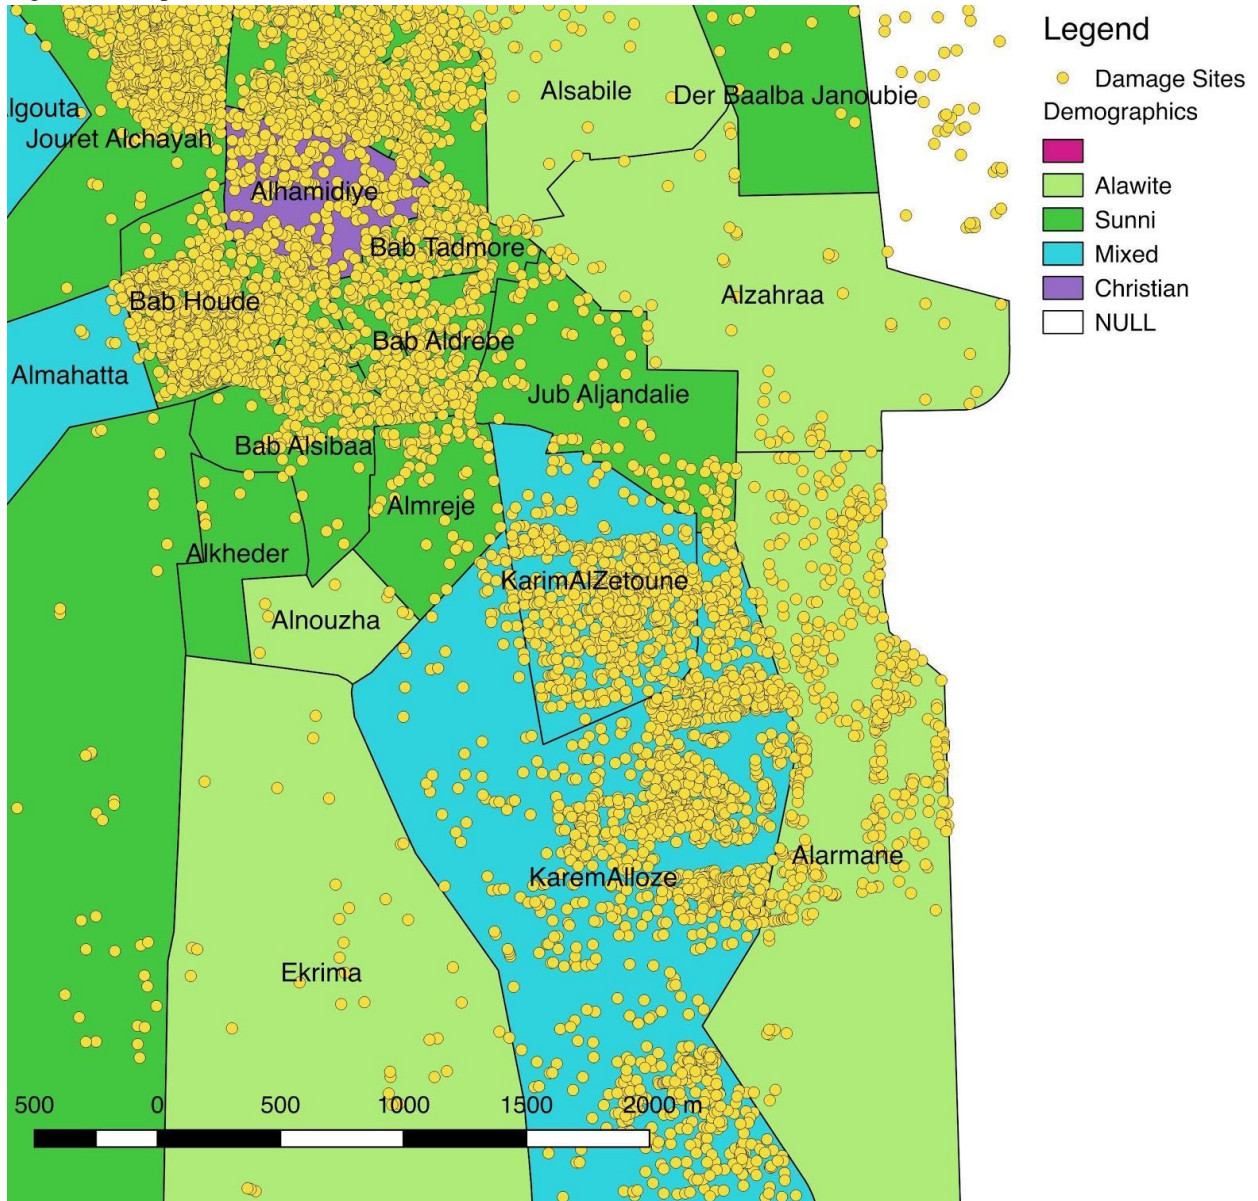 Legend
Damage Sites
Demographics
Alawite
Sunni
Mixed
Christian
NULL
Alsabile
Der Baalba Janoubie
lgouta
Jouret Alchayah
Alhamidiye
Bab Tadmore
Bab Houde
Alzahraa
Bab Aldrebe
Almahatta
Jub Aljandalie
Bab Alsibaa
Almreje
Alkheder
KarimAlZetoune
Alnouzha
Alarmane
KaremAlloze
Ekrima
500 0 500 1000 1500 2000 m